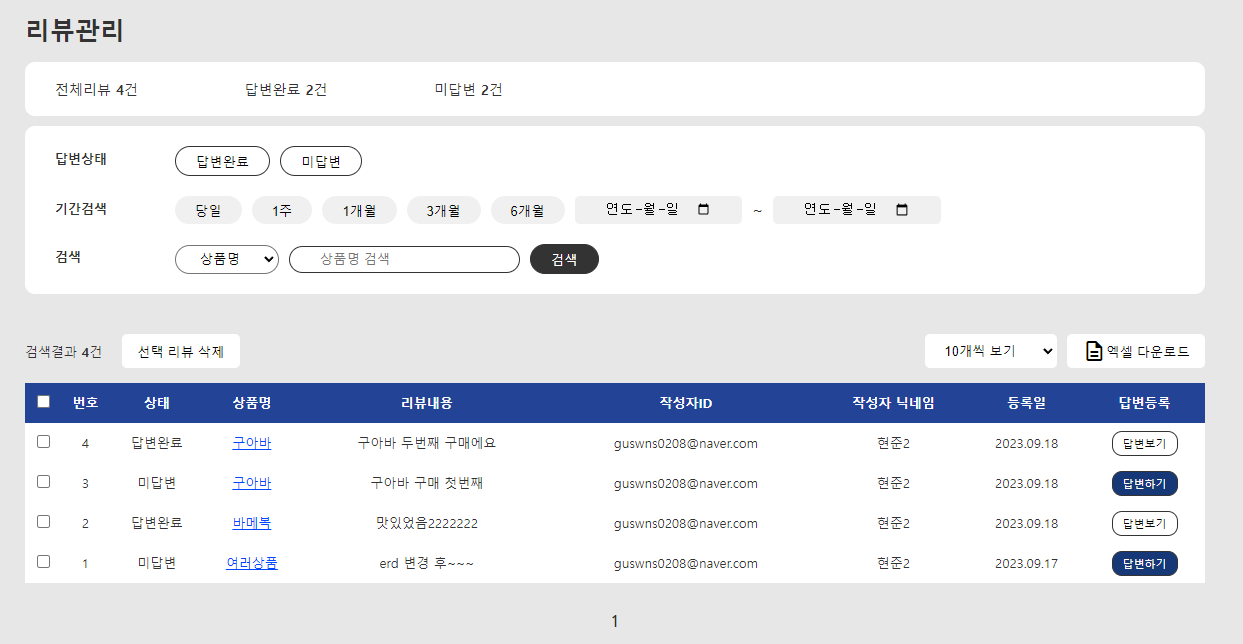 리뷰관리
전체리뷰 4건 답변완료 2건 미답변 2건
답변상태 답변완료 미답변
기간검색 당일 1주 1개월 3개월 6개월 연도-월-일 ~ 연도-월-일
검색 상품명 상품명 검색 검색
검색결과 4건 선택 리뷰 삭제 10개씩 보기 엑셀 다운로드
번호 상태 상품명 리뷰내용 작성자ID 작성자 닉네임 등록일 답변등록
4 답변완료 구아바 구아바 두번째 구매에요 guswns0208@naver.com 현준2 2023.09.18 답변보기
3 미답변 구아바 구아바 구매 첫번째 guswns0208@naver.com 현준2 2023.09.18 답변하기
2 답변완료 바메복 맛있었음2222222 guswns0208@naver.com 현준2 2023.09.18 답변보기
1 미답변 여러상품 erd 변경 후~~~ guswns0208@naver.com 현준2 2023.09.17 답변하기
1